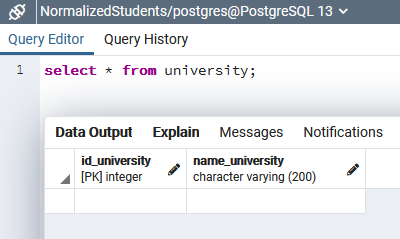 NormalizedStudents/postgres@PostgreSQL 13
Query Editor Query History
1 select * from university;
Data Output Explain Messages Notifications
id_university name_university
[PK] integer character varying (200)